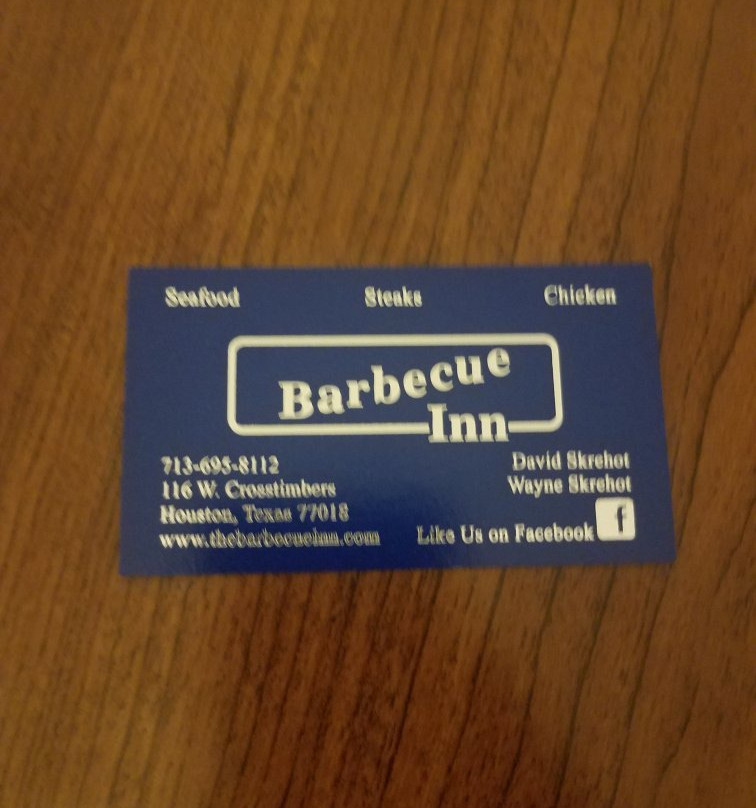 Seafood Steaks Chicken
Barbecue
Inn
713-695-8112
116 W. Crosstimbers
Houston, Texas 77018
www.thebarbecueinn.com
David Skrehot
Wayne Skrehot
Like Us on Facebook f